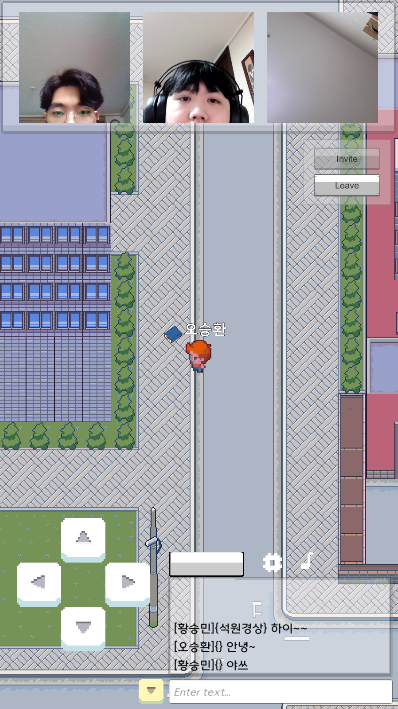 Invite
Leave
오승환
[황승민]{석원경상} 하이~~
[오승환]{} 안녕~
[황승민]{} 야쓰
Enter text...